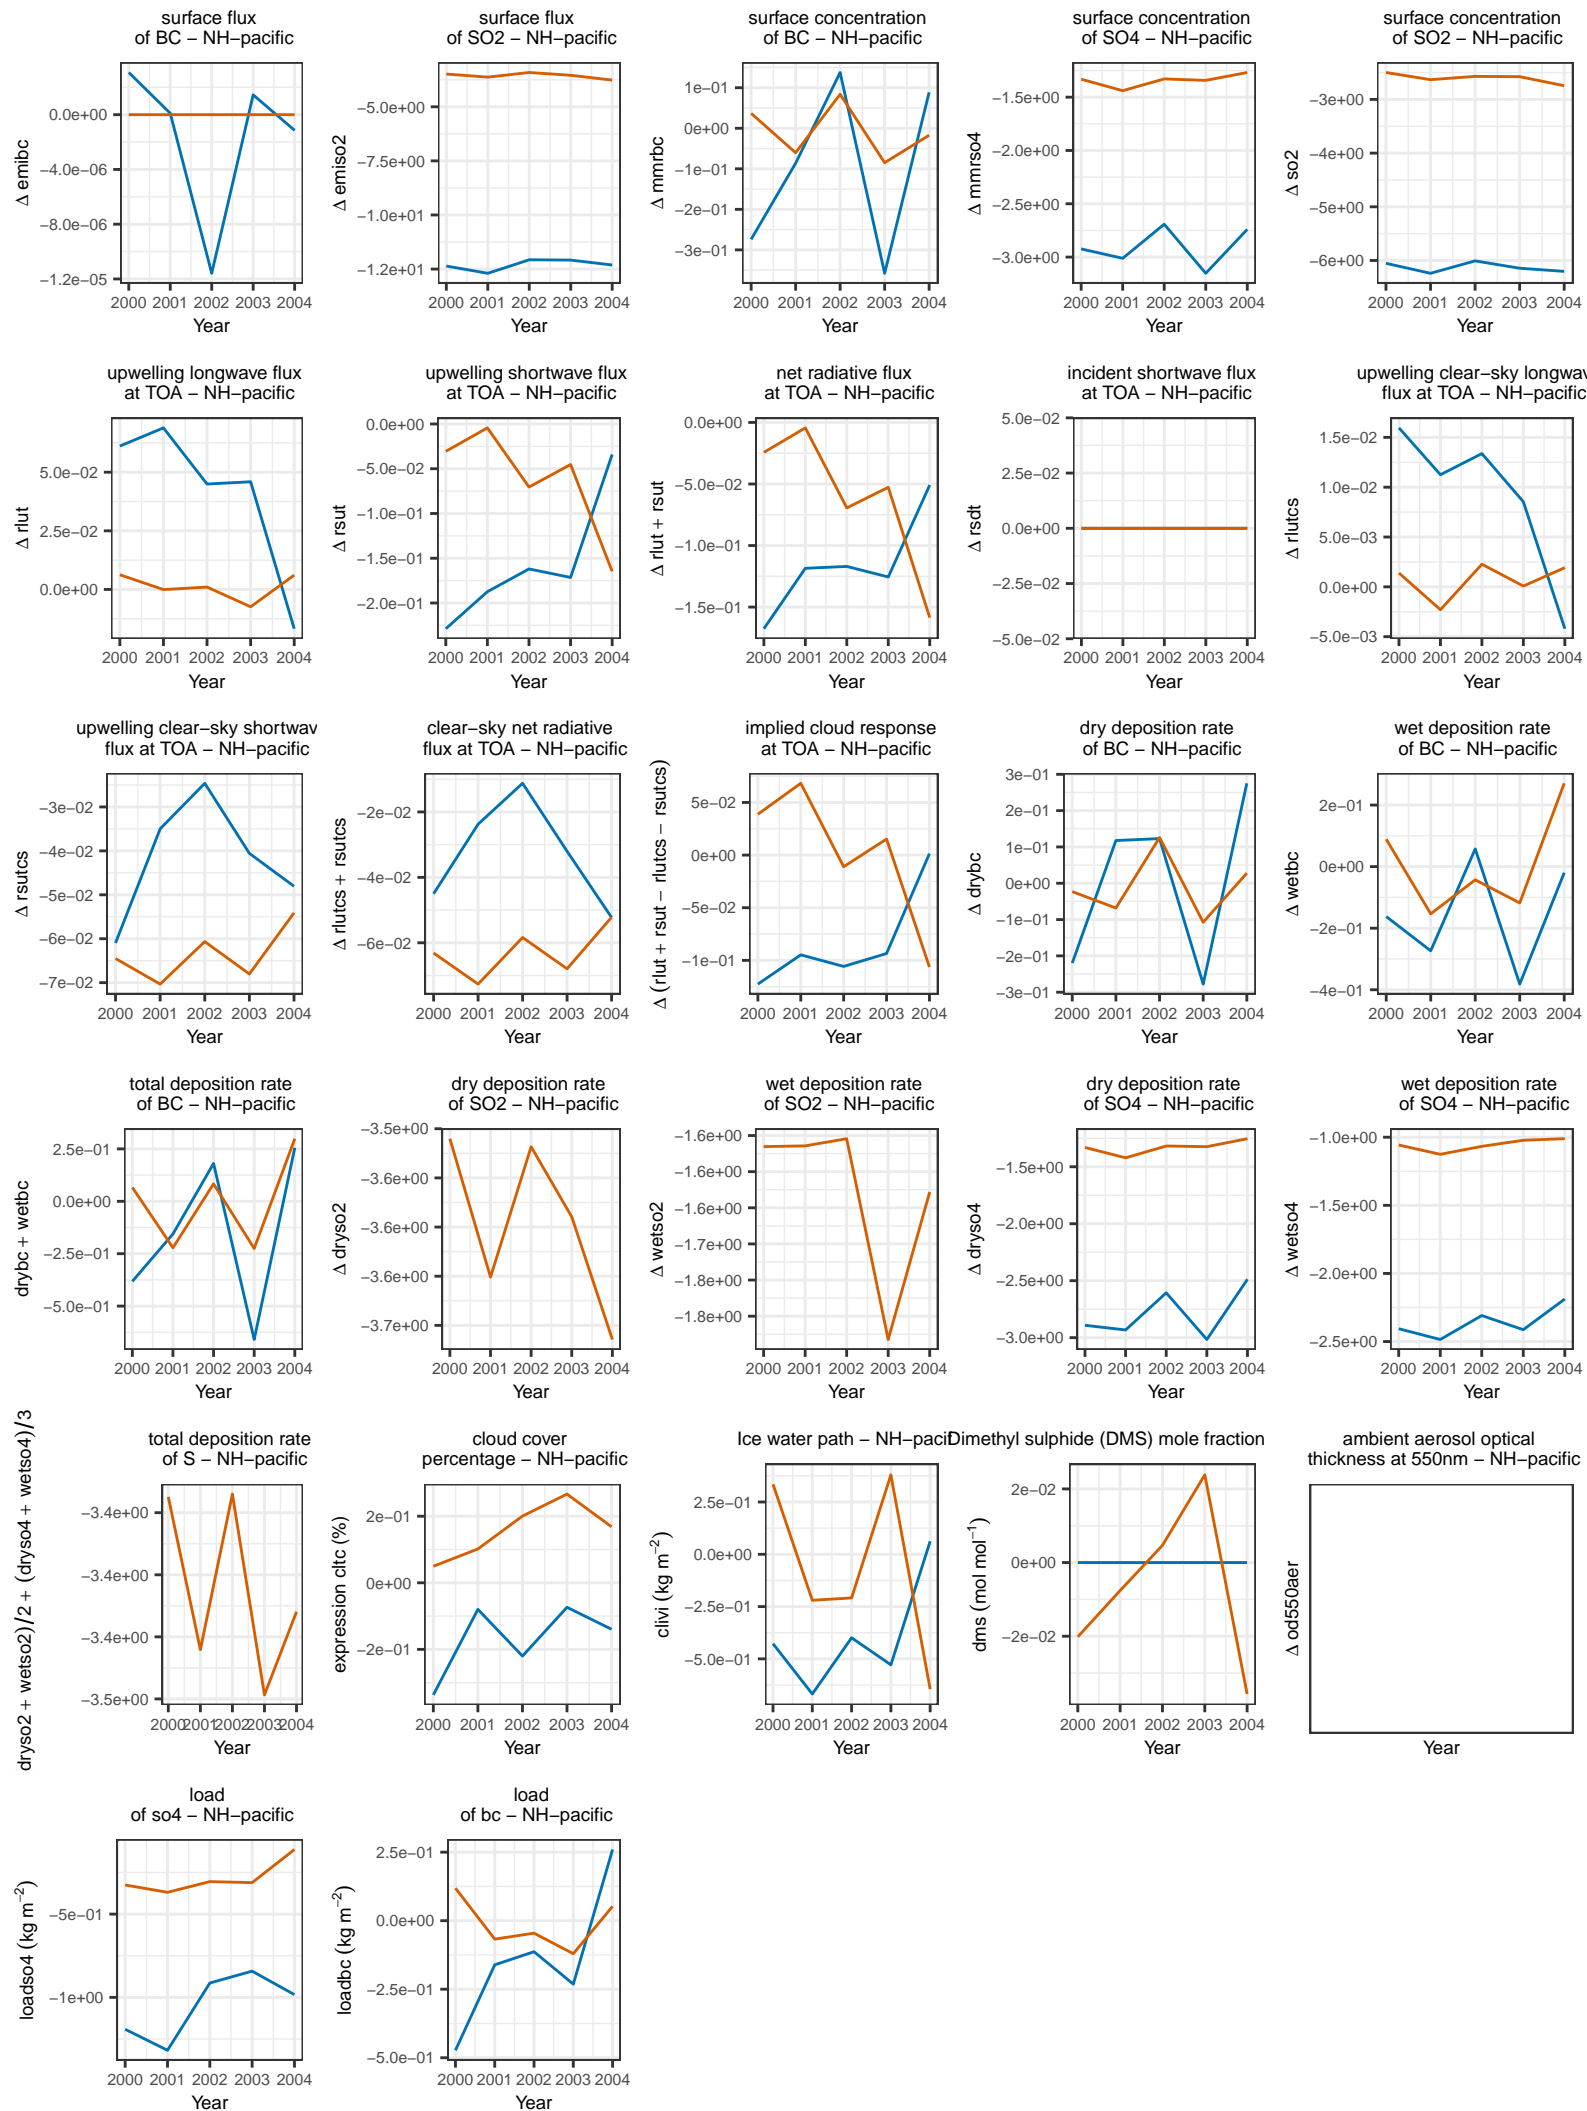 surface flux
of BC − NH−pacific
Δ emibc
0.0e+00
−4.0e−06
−8.0e−06
−1.2e−05
2000 2001 2002 2003 2004
Year
surface flux
of SO2 − NH−pacific
Δ emiso2
−5.0e+00
−7.5e+00
−1.0e+01
−1.2e+01
2000 2001 2002 2003 2004
Year
surface concentration
of BC − NH−pacific
Δ mmrbc
1e−01
0e+00
−1e−01
−2e−01
−3e−01
2000 2001 2002 2003 2004
Year
surface concentration
of SO4 − NH−pacific
Δ mmrso4
−1.5e+00
−2.0e+00
−2.5e+00
−3.0e+00
2000 2001 2002 2003 2004
Year
surface concentration
of SO2 − NH−pacific
Δ so2
−3e+00
−4e+00
−5e+00
−6e+00
2000 2001 2002 2003 2004
Year
upwelling longwave flux
at TOA − NH−pacific
Δ rlut
5.0e−02
2.5e−02
0.0e+00
2000 2001 2002 2003 2004
Year
upwelling shortwave flux
at TOA − NH−pacific
Δ rsut
0.0e+00
−5.0e−02
−1.0e−01
−1.5e−01
−2.0e−01
2000 2001 2002 2003 2004
Year
net radiative flux
at TOA − NH−pacific
Δ rlut + rsut
0.0e+00
−5.0e−02
−1.0e−01
−1.5e−01
2000 2001 2002 2003 2004
Year
incident shortwave flux
at TOA − NH−pacific
Δ rsdt
5.0e−02
2.5e−02
0.0e+00
−2.5e−02
−5.0e−02
2000 2001 2002 2003 2004
Year
upwelling clear−sky longwav
flux at TOA − NH−pacific
Δ rlutcs
1.5e−02
1.0e−02
5.0e−03
0.0e+00
−5.0e−03
2000 2001 2002 2003 2004
Year
upwelling clear−sky shortwav
flux at TOA − NH−pacific
Δ rsutcs
−3e−02
−4e−02
−5e−02
−6e−02
−7e−02
2000 2001 2002 2003 2004
Year
clear−sky net radiative
flux at TOA − NH−pacific
Δ rlutcs + rsutcs
−2e−02
−4e−02
−6e−02
2000 2001 2002 2003 2004
Year
implied cloud response
at TOA − NH−pacific
Δ (rlut + rsut − rlutcs − rsutcs)
5e−02
0e+00
−5e−02
−1e−01
2000 2001 2002 2003 2004
Year
dry deposition rate
of BC − NH−pacific
Δ drybc
3e−01
2e−01
1e−01
0e+00
−1e−01
−2e−01
−3e−01
2000 2001 2002 2003 2004
Year
wet deposition rate
of BC − NH−pacific
Δ wetbc
2e−01
0e+00
−2e−01
−4e−01
2000 2001 2002 2003 2004
Year
total deposition rate
of BC − NH−pacific
drybc + wetbc
2.5e−01
0.0e+00
−2.5e−01
−5.0e−01
2000 2001 2002 2003 2004
Year
dry deposition rate
of SO2 − NH−pacific
Δ dryso2
−3.5e+00
−3.6e+00
−3.6e+00
−3.6e+00
−3.7e+00
2000 2001 2002 2003 2004
Year
wet deposition rate
of SO2 − NH−pacific
Δ wetso2
−1.6e+00
−1.6e+00
−1.6e+00
−1.7e+00
−1.8e+00
−1.8e+00
2000 2001 2002 2003 2004
Year
dry deposition rate
of SO4 − NH−pacific
Δ dryso4
−1.5e+00
−2.0e+00
−2.5e+00
−3.0e+00
2000 2001 2002 2003 2004
Year
wet deposition rate
of SO4 − NH−pacific
Δ wetso4
−1.0e+00
−1.5e+00
−2.0e+00
−2.5e+00
2000 2001 2002 2003 2004
Year
total deposition rate
of S − NH−pacific
dryso2 + wetso2)/2 + (dryso4 + wetso4)/3
−3.4e+00
−3.4e+00
−3.4e+00
−3.5e+00
2000 2001 2002 2003 2004
Year
cloud cover
percentage − NH−pacific
expression cltc (%)
2e−01
0e+00
−2e−01
2000 2001 2002 2003 2004
Year
Ice water path − NH−paci
clivi (kg m⁻²)
2.5e−01
0.0e+00
−2.5e−01
−5.0e−01
2000 2001 2002 2003 2004
Year
Dimethyl sulphide (DMS) mole fraction
dms (mol mol⁻¹)
2e−02
0e+00
−2e−02
2000 2001 2002 2003 2004
Year
ambient aerosol optical
thickness at 550nm − NH−pacific
Δ od550aer
Year
load
of so4 − NH−pacific
loadso4 (kg m⁻²)
−5e−01
−1e+00
2000 2001 2002 2003 2004
Year
load
of bc − NH−pacific
loadbc (kg m⁻²)
2.5e−01
0.0e+00
−2.5e−01
−5.0e−01
2000 2001 2002 2003 2004
Year